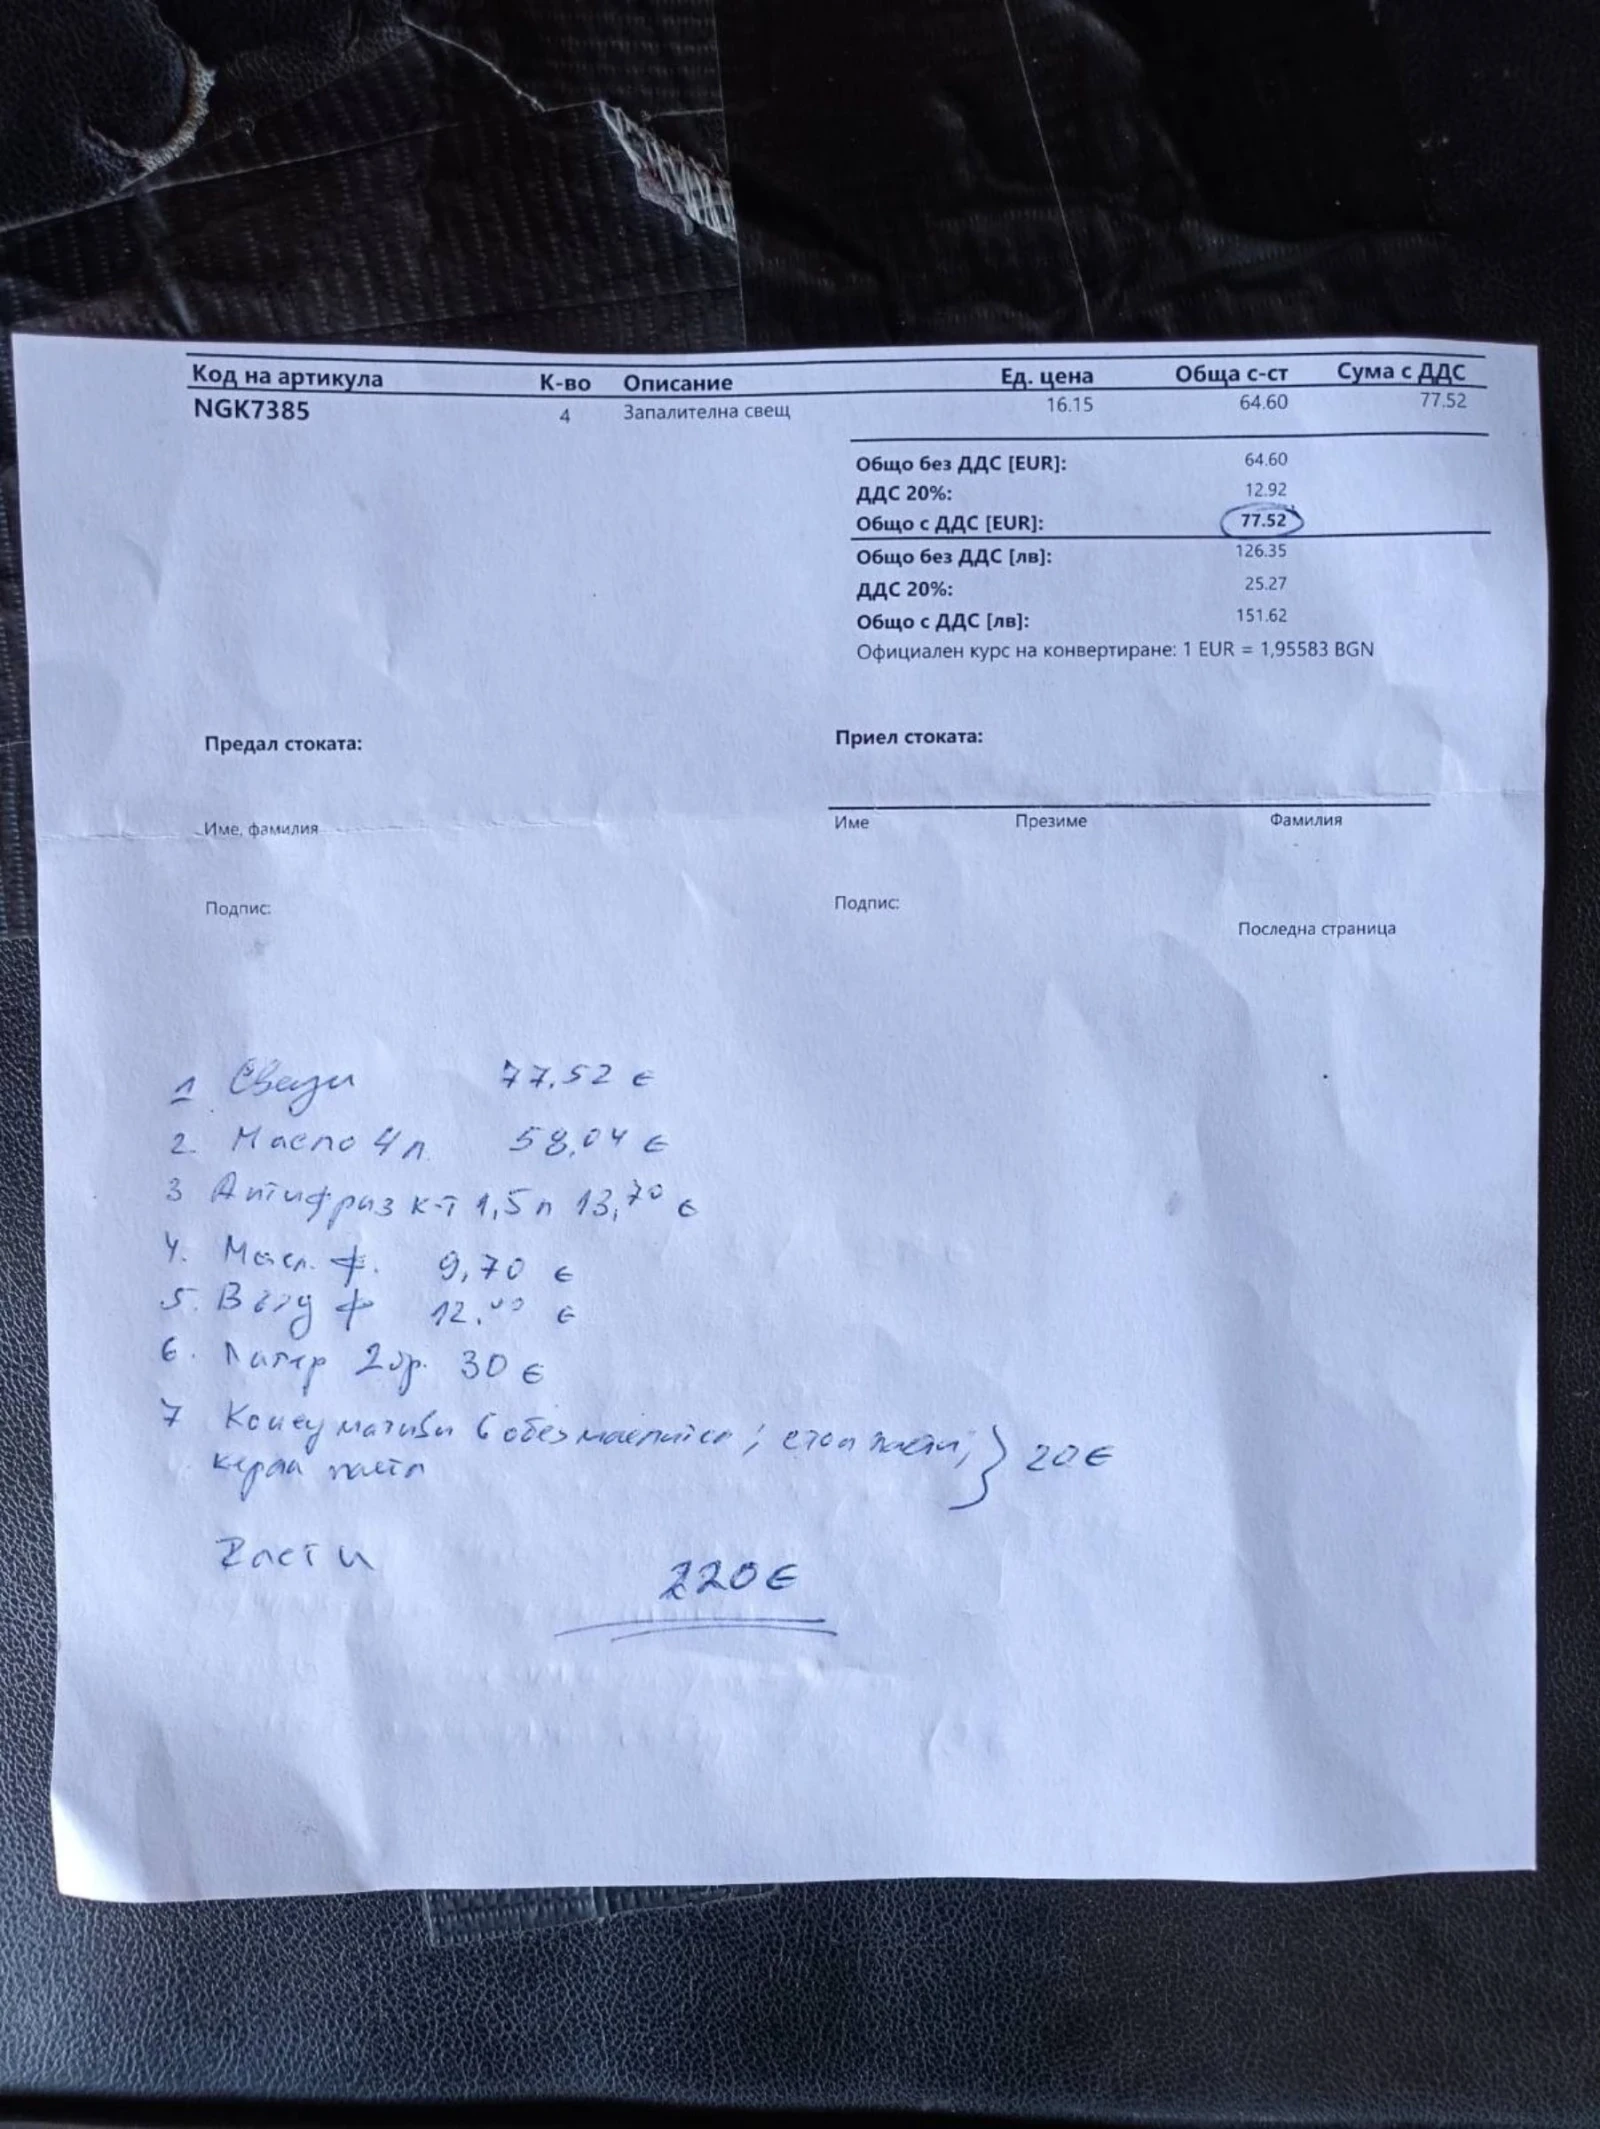 Код на артикула К-во Описание Ед. цена Обща с-ст Сума с ДДС
NGK7385 4 Запалителна свещ 16.15 64.60 77.52
Общо без ДДС [EUR]: 64.60
ДДС 20%: 12.92
Общо с ДДС [EUR]: 77.52
Общо без ДДС [лв]: 126.35
ДДС 20%: 25.27
Общо с ДДС [лв]: 151.62
Официален курс на конвертиране: 1 EUR = 1,95583 BGN
Предал стоката: Приел стоката:
Име, фамилия Име Презиме Фамилия
Подпис: Подпис:
Последна страница
1 Свещи 77.52 €
2. Масло 4 л. 58,04 €
3 Антифриз к-т 1,5 л 13,70 €
4. Масл. ф. 9,70 €
5. Възд ф 12.00 €
6. 2бр. 30 €
7 Консумативи обезмаслител; паста; } 20 €
паста
Части 220 €